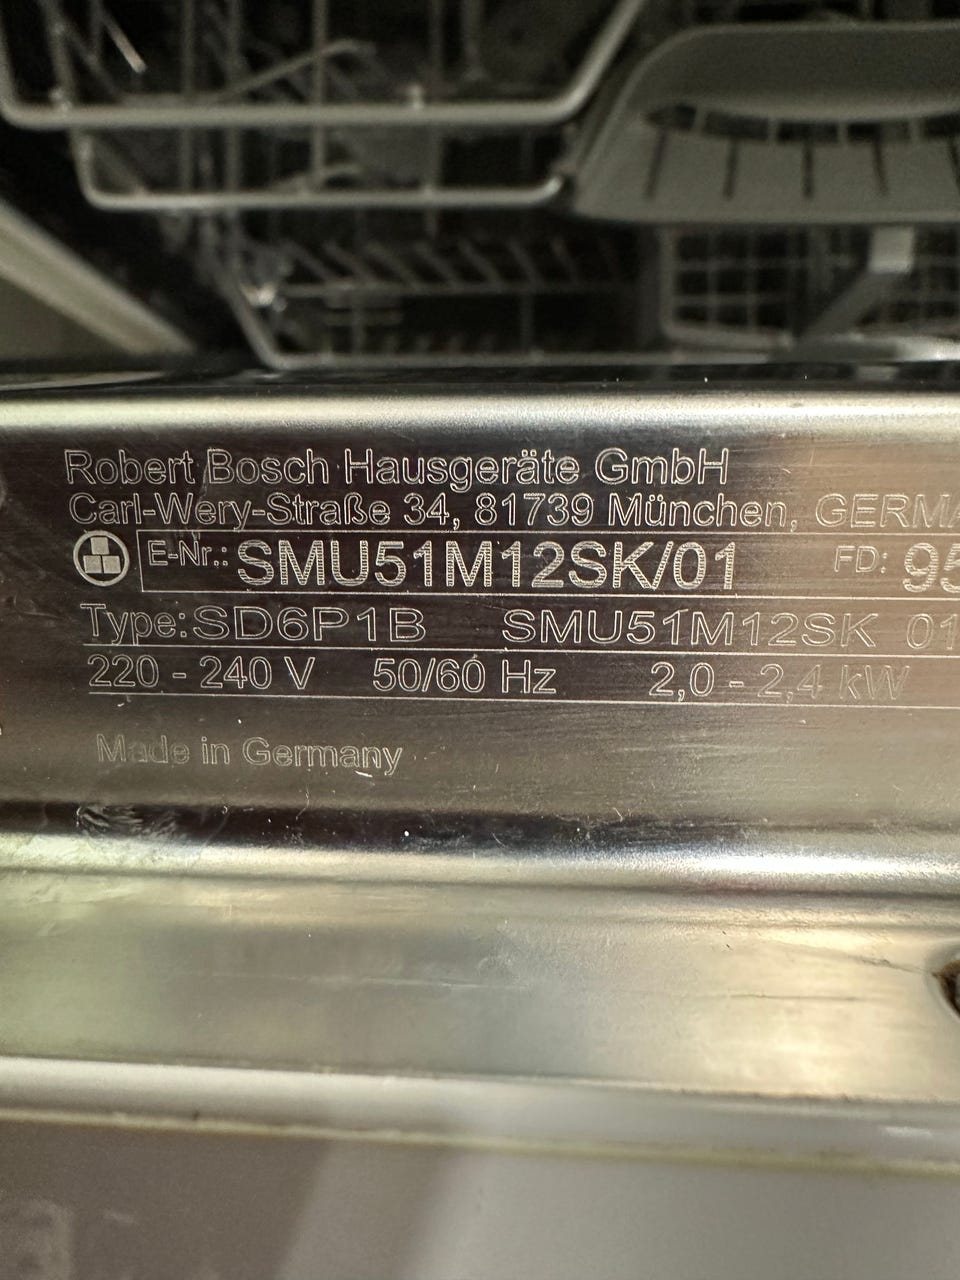 Robert Bosch Hausgeräte GmbH
Carl-Wery-Straße 34, 81739 München, GERMA
E-Nr.: SMU51M12SK/01 FD: 95
Type: SD6P1B SMU51M12SK 01
220 - 240 V 50/60 Hz 2,0 - 2,4 kW
Made in Germany